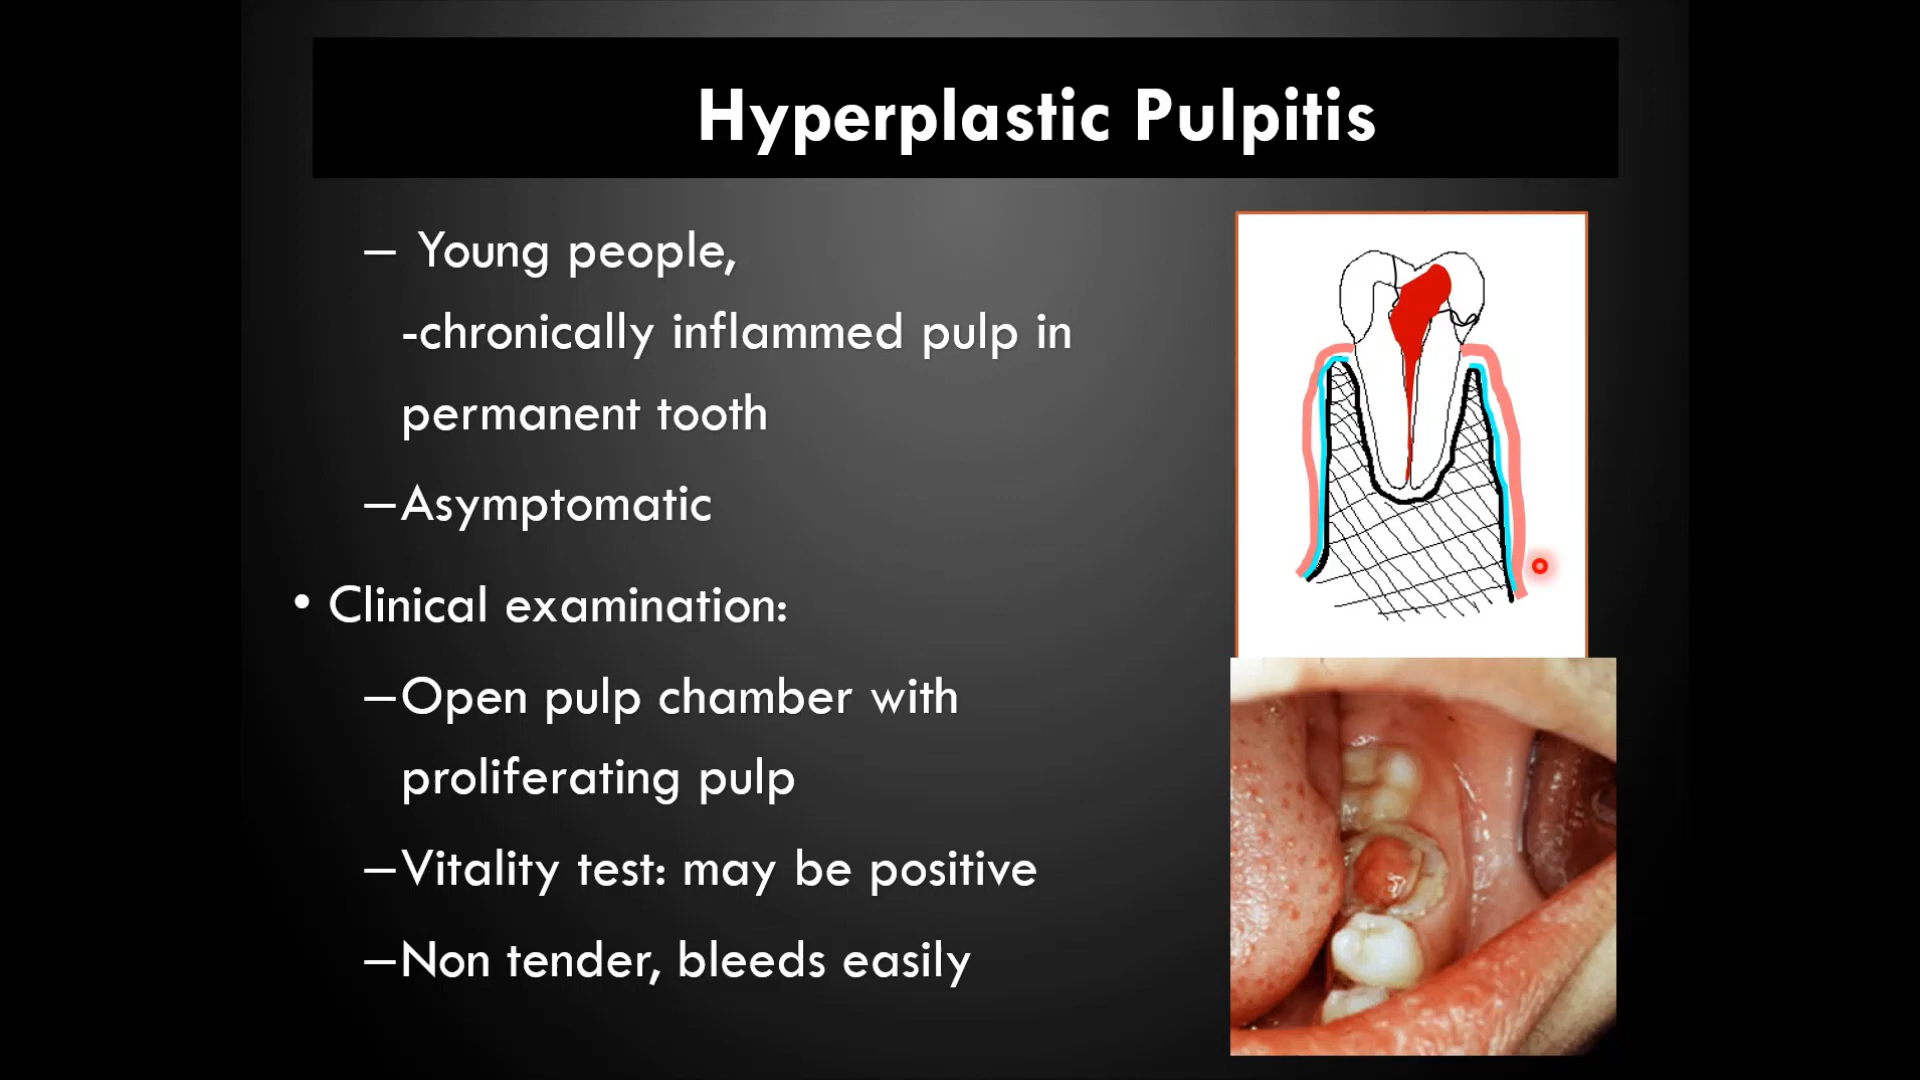 Hyperplastic Pulpitis
– Young people,
-chronically inflammed pulp in
permanent tooth
–Asymptomatic
• Clinical examination:
–Open pulp chamber with
proliferating pulp
–Vitality test: may be positive
–Non tender, bleeds easily